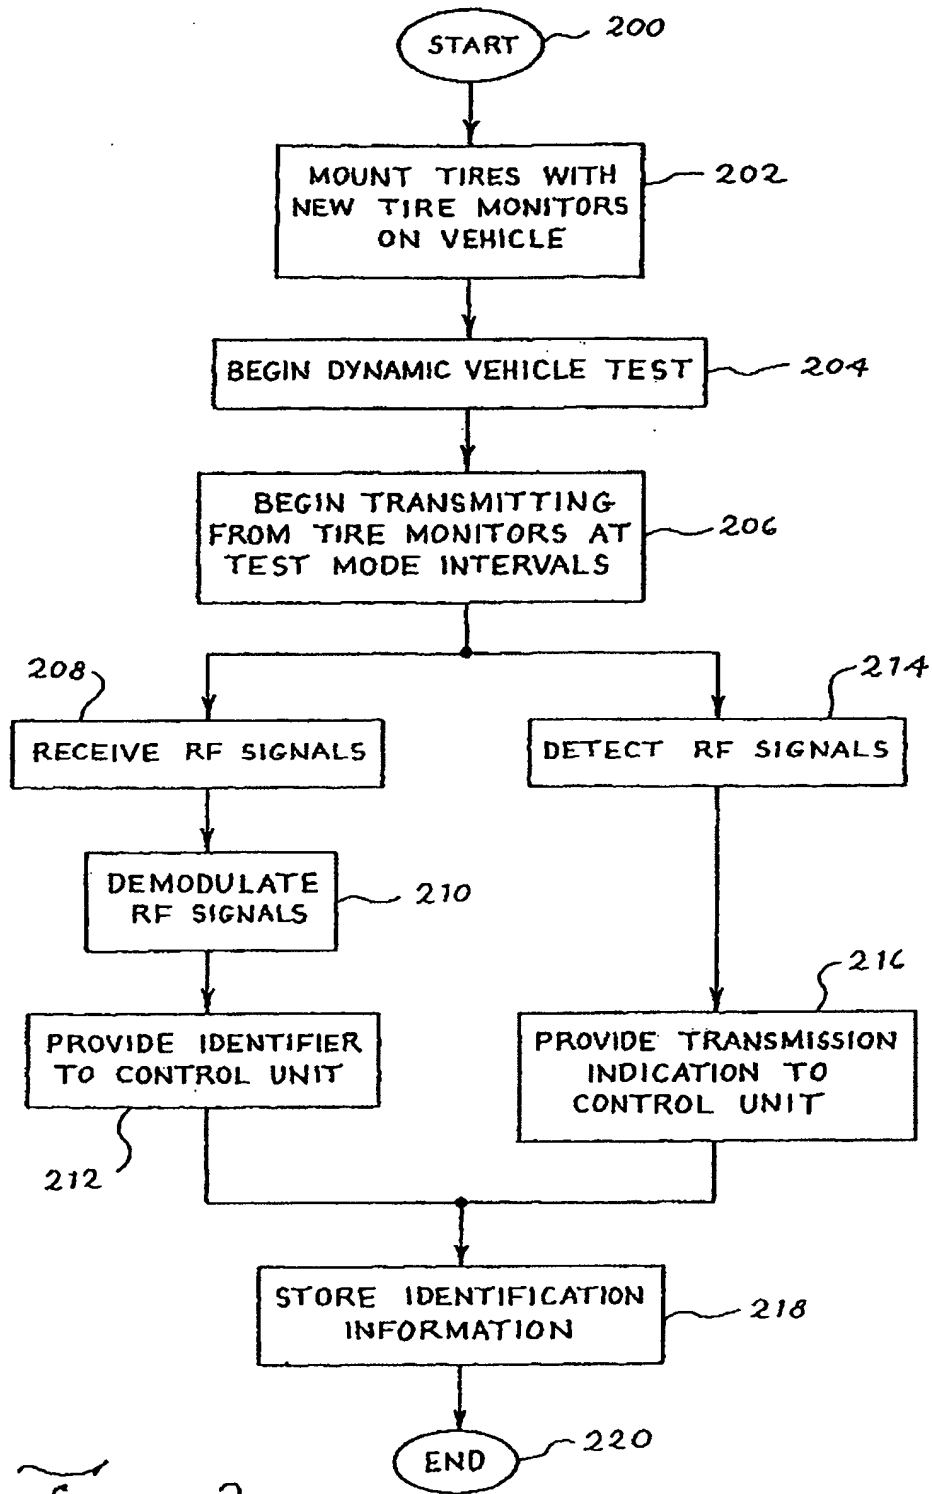 START
200
MOUNT TIRES WITH
NEW TIRE MONITORS
ON VEHICLE
202
BEGIN DYNAMIC VEHICLE TEST
204
BEGIN TRANSMITTING
FROM TIRE MONITORS AT
TEST MODE INTERVALS
206
208
RECEIVE RF SIGNALS
214
DETECT RF SIGNALS
DEMODULATE
RF SIGNALS
210
PROVIDE IDENTIFIER
TO CONTROL UNIT
212
216
PROVIDE TRANSMISSION
INDICATION TO
CONTROL UNIT
STORE IDENTIFICATION
INFORMATION
218
END
220